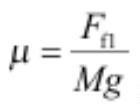 μ = F_f1 / Mg